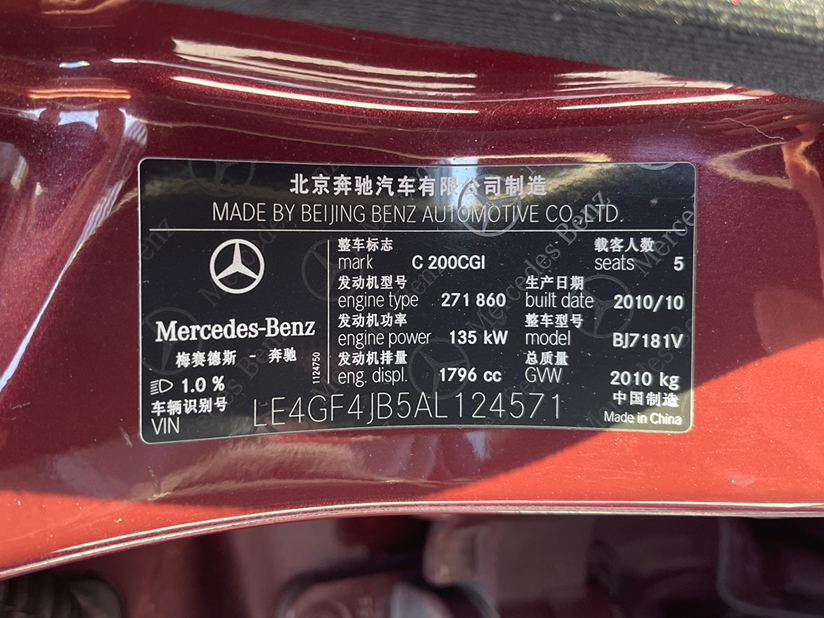 北京奔驰汽车有限公司制造
MADE BY BEIJING BENZ AUTOMOTIVE CO.,LTD.
Mercedes-Benz
梅赛德斯 - 奔驰
1.0 %
1124750
整车标志
mark C 200CGI
载客人数
seats 5
发动机型号
engine type 271 860
生产日期
built date 2010/10
发动机功率
engine power 135 kW
整车型号
model BJ7181V
发动机排量
eng. displ. 1796 cc
总质量
GVW 2010 kg
车辆识别号
VIN LE4GF4JB5AL124571
中国制造
Made in China
Mercedes Benz